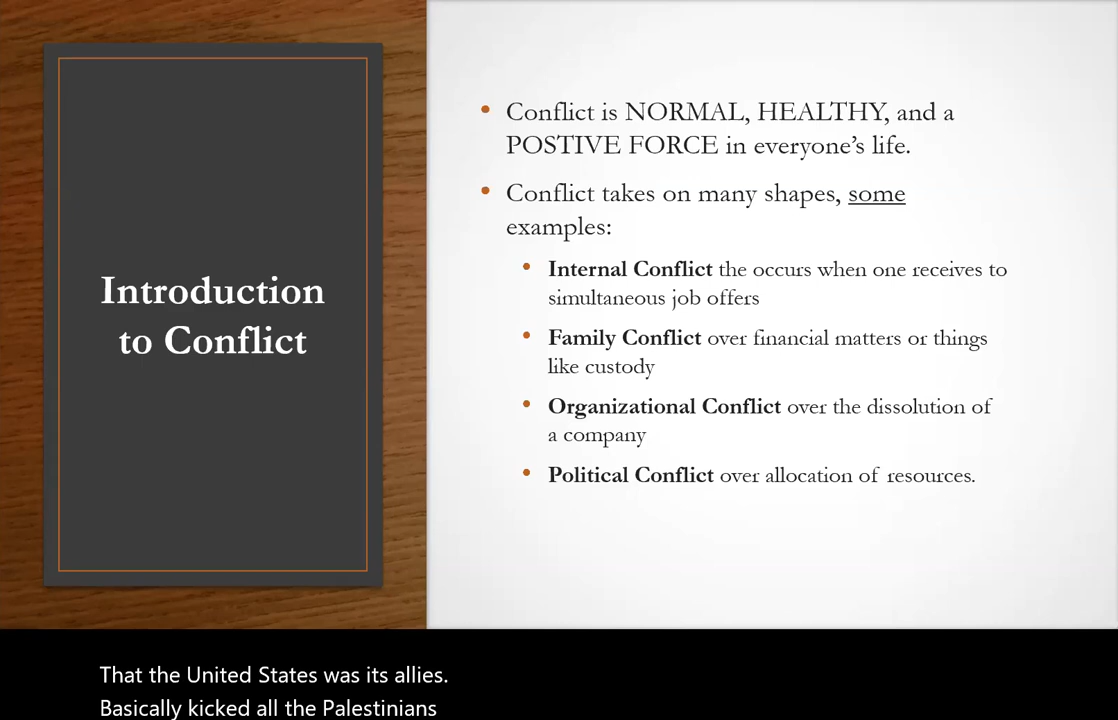 Introduction
to Conflict
Conflict is NORMAL, HEALTHY, and a
POSTIVE FORCE in everyone’s life.
Conflict takes on many shapes, some
examples:
Internal Conflict the occurs when one receives to
simultaneous job offers
Family Conflict over financial matters or things
like custody
Organizational Conflict over the dissolution of
a company
Political Conflict over allocation of resources.
That the United States was its allies.
Basically kicked all the Palestinians